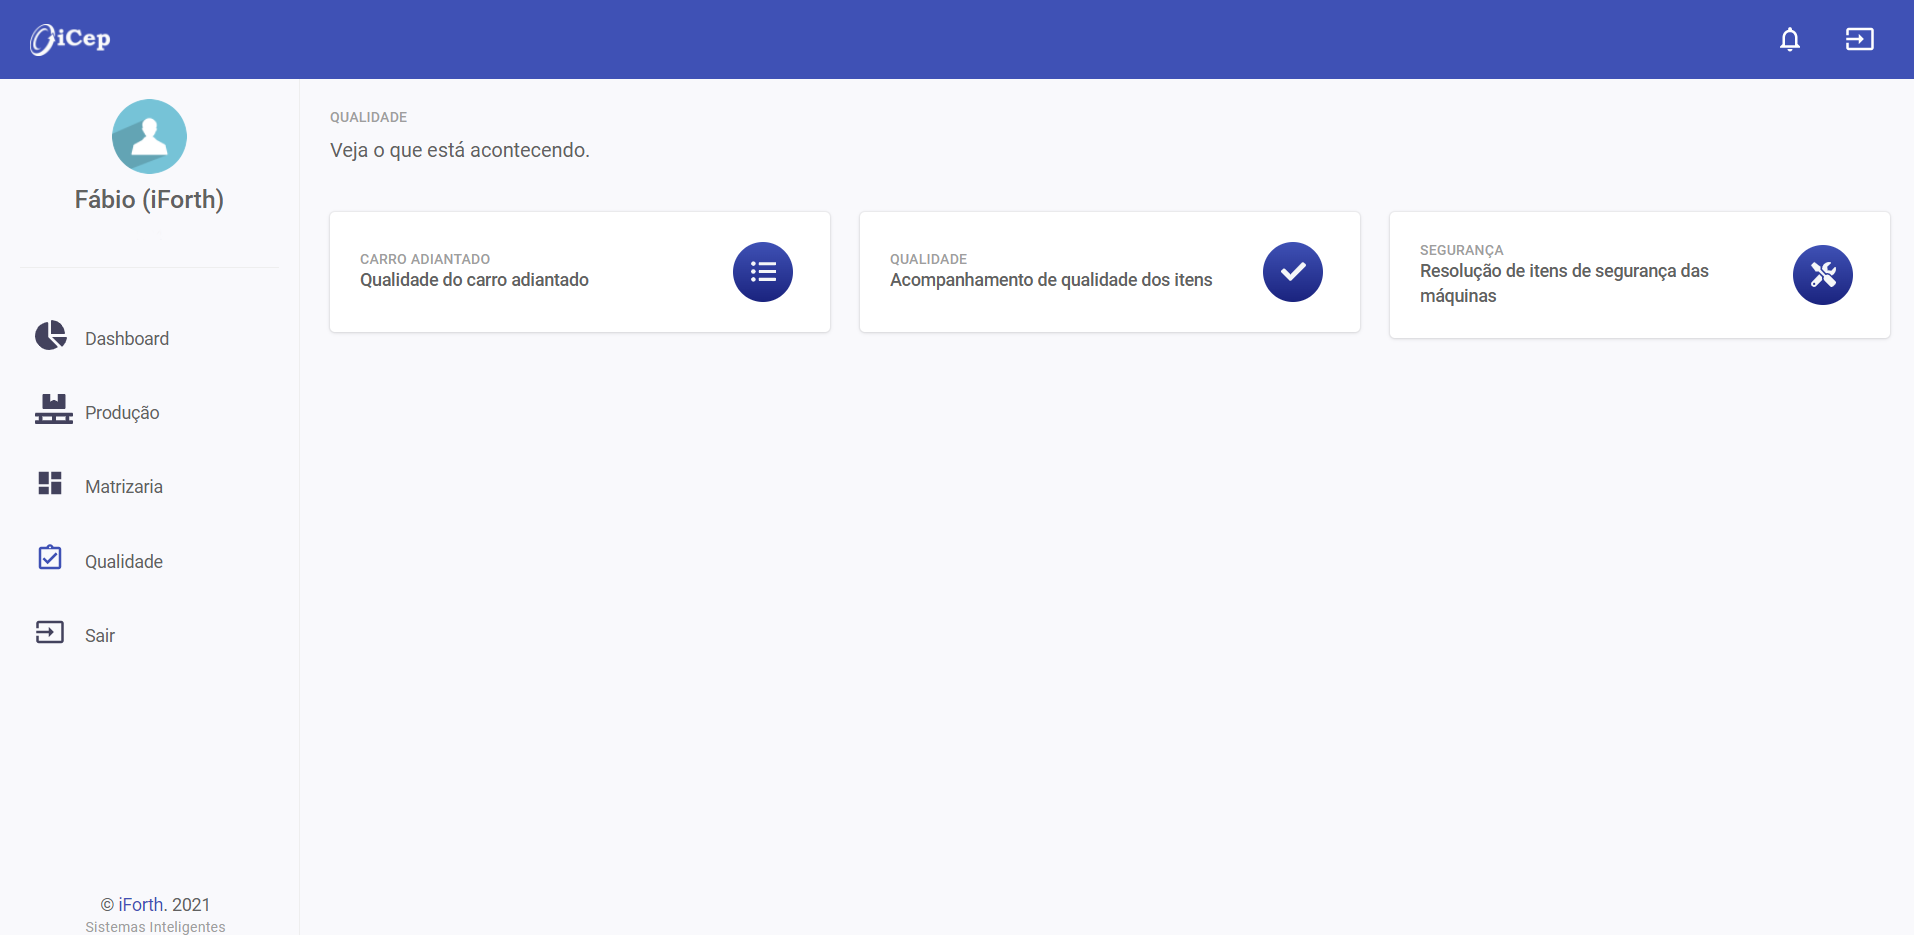 iCep
Fábio (iForth)
Dashboard
Produção
Matrizaria
Qualidade
Sair
© iForth. 2021
Sistemas Inteligentes
QUALIDADE
Veja o que está acontecendo.
CARRO ADIANTADO
Qualidade do carro adiantado
QUALIDADE
Acompanhamento de qualidade dos itens
SEGURANÇA
Resolução de itens de segurança das
máquinas